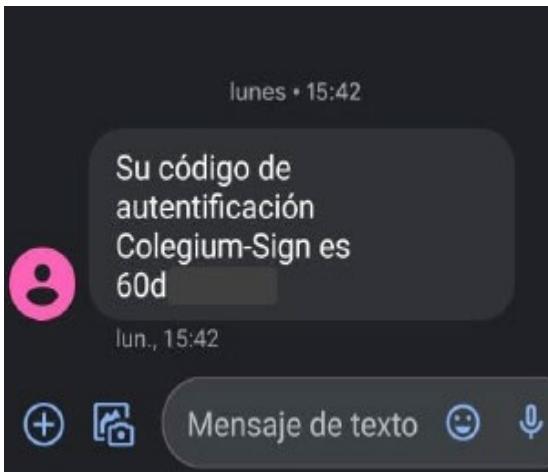 lunes • 15:42
Su código de
autentificación
Colegium-Sign es
60d
lun., 15:42
Mensaje de texto